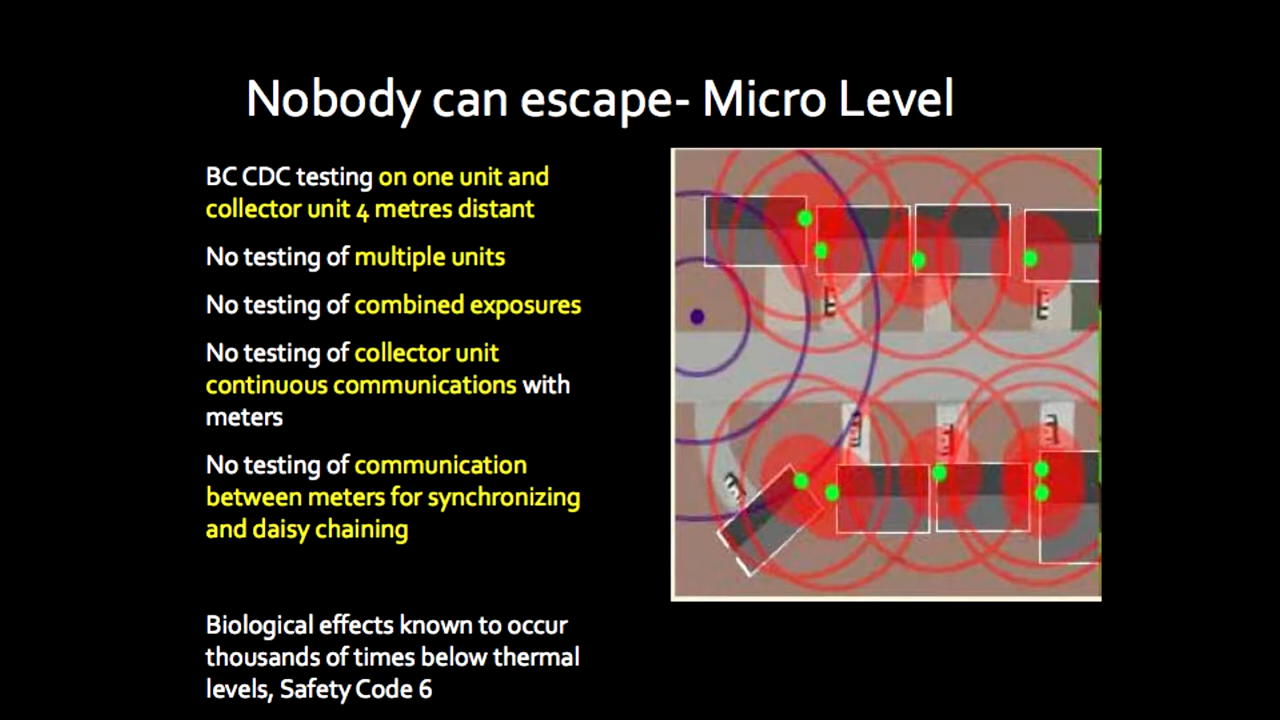 Nobody can escape- Micro Level
BC CDC testing on one unit and
collector unit 4 metres distant
No testing of multiple units
No testing of combined exposures
No testing of collector unit
continuous communications with
meters
No testing of communication
between meters for synchronizing
and daisy chaining
Biological effects known to occur
thousands of times below thermal
levels, Safety Code 6